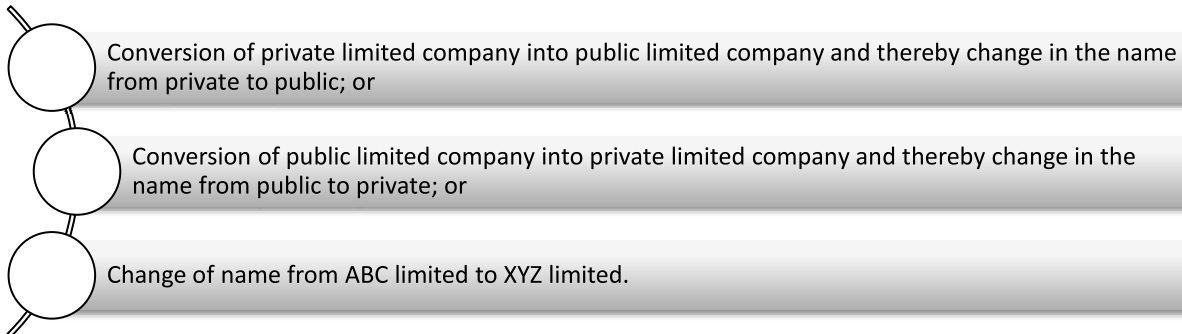 Conversion of private limited company into public limited company and thereby change in the name
from private to public; or
Conversion of public limited company into private limited company and thereby change in the
name from public to private; or
Change of name from ABC limited to XYZ limited.